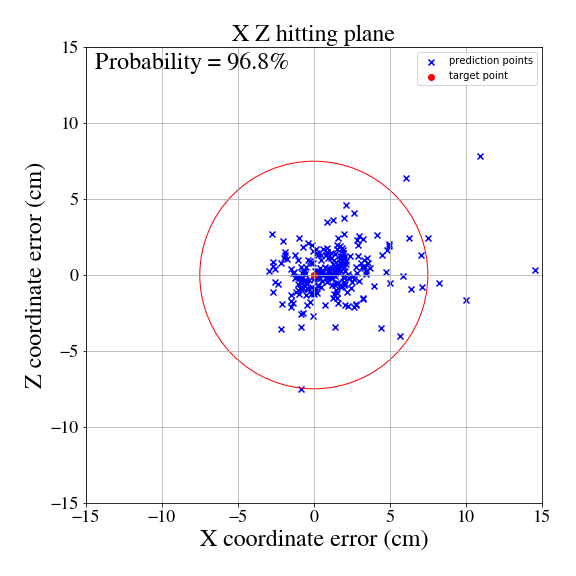 X Z hitting plane
Probability = 96.8%
prediction points
target point
Z coordinate error (cm)
15
10
5
0
−5
−10
−15
−15
−10
−5
0
5
10
15
X coordinate error (cm)